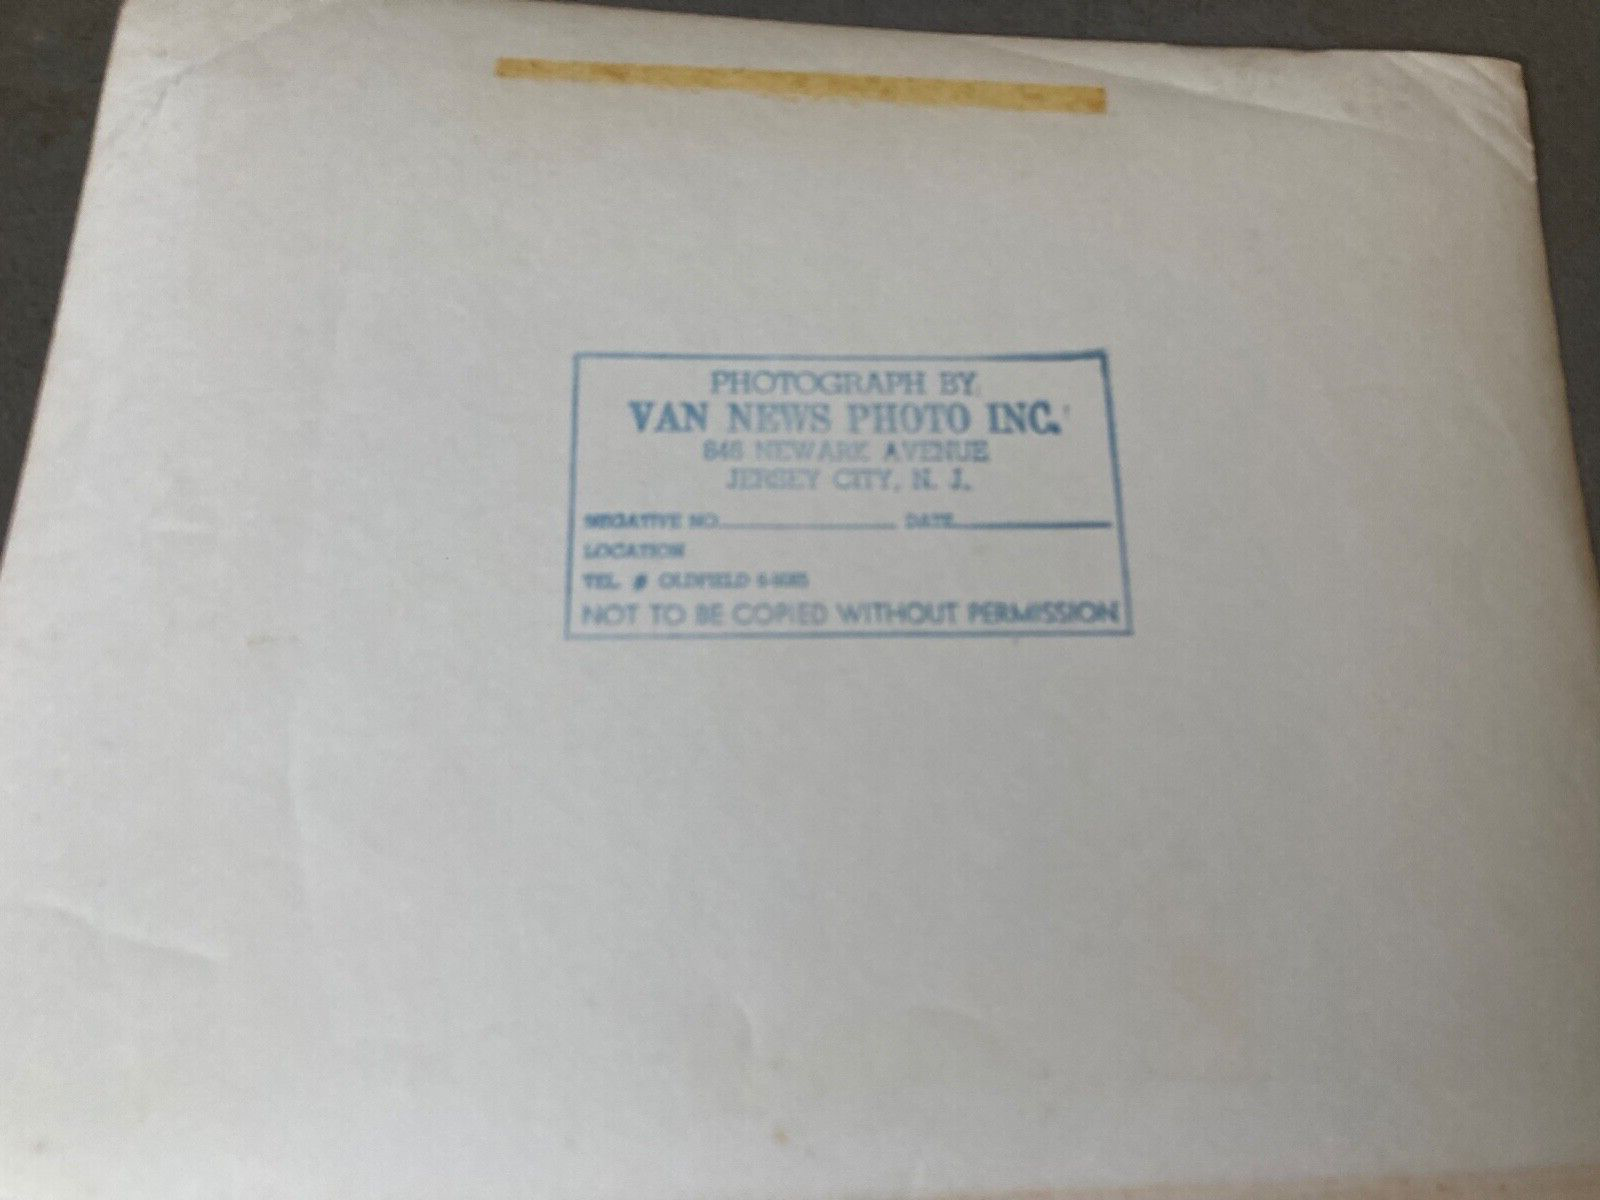 PHOTOGRAPH BY
VAN NEWS PHOTO INC.
NEWARK AVENUE
JERSEY CITY, N. J.
NEGATIVE NO. DATE
LOCATION
TEL. # OLDFIELD
NOT TO BE COPIED WITHOUT PERMISSION